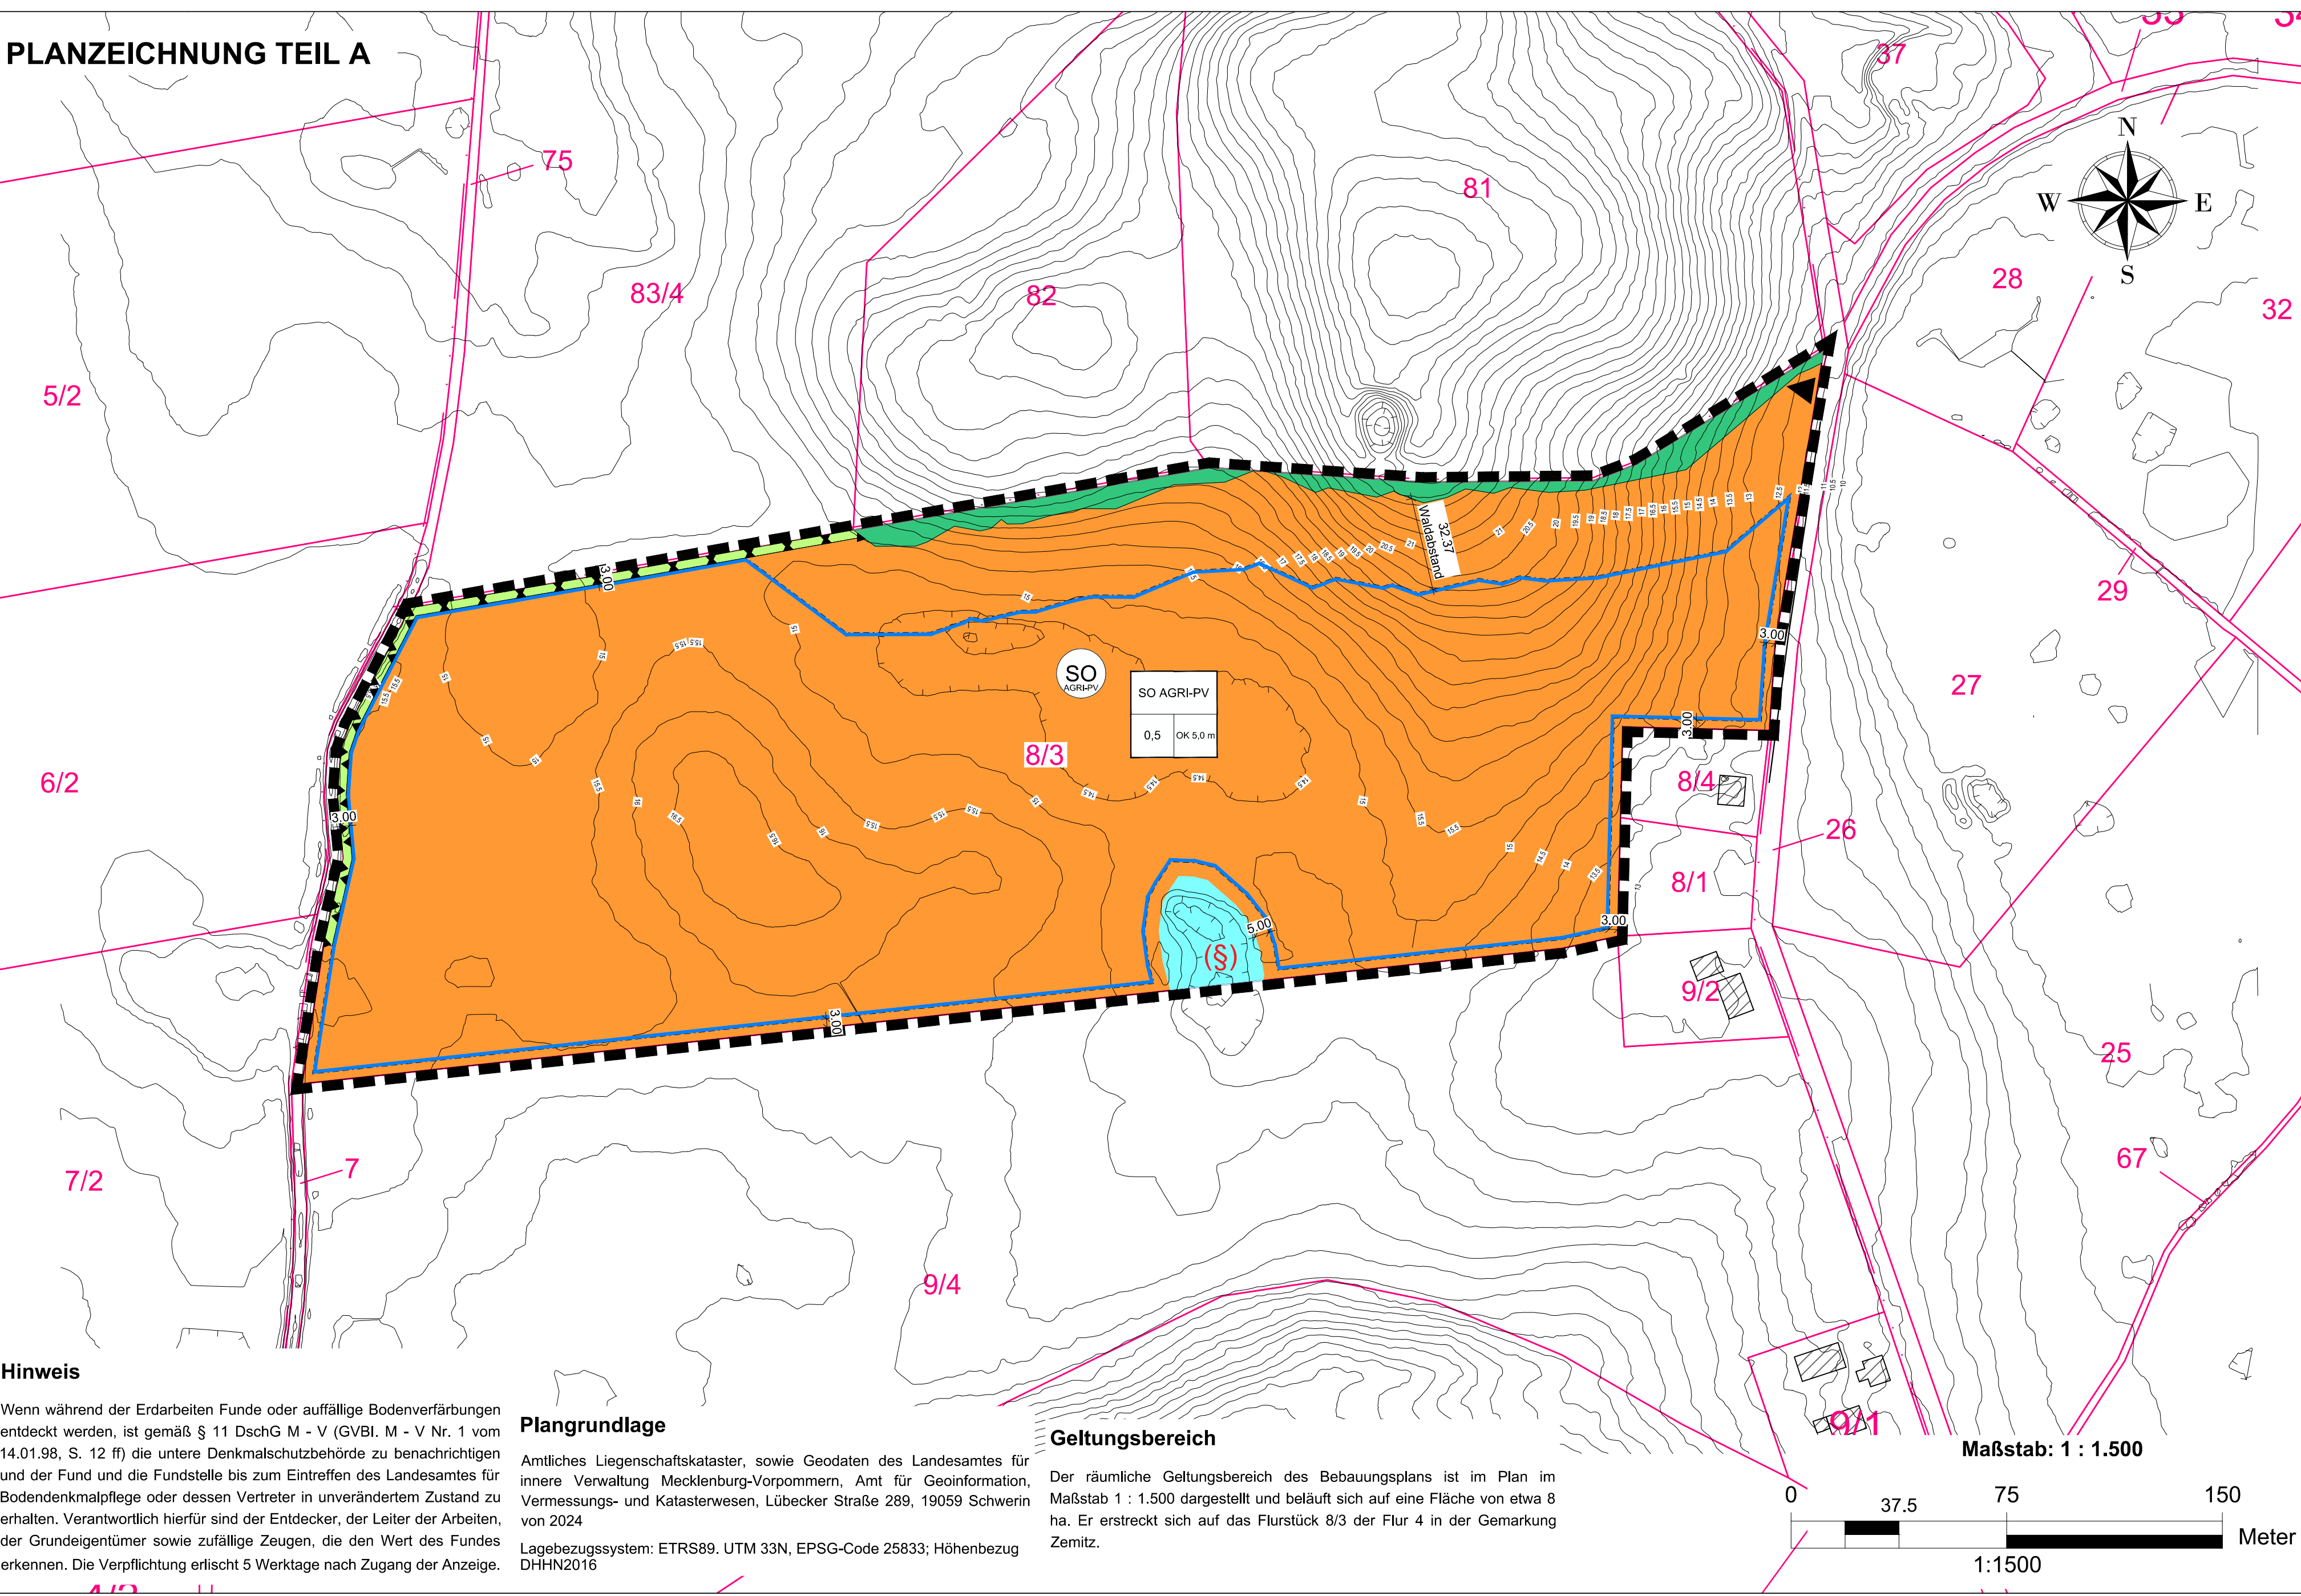 PLANZEICHNUNG TEIL A
37
75
81
N
W
E
S
83/4
82
28
32
5/2
32.37
Waldabstand
29
3.00
3.00
27
SO
AGRI-PV
SO AGRI-PV
0,5
OK 5,0 m
8/3
3.00
8/4
6/2
3.00
26
8/1
3.00
5.00
(§)
9/2
3.00
25
7/2
7
67
9/4
9/1
Hinweis
Wenn während der Erdarbeiten Funde oder auffällige Bodenverfärbungen
entdeckt werden, ist gemäß § 11 DschG M - V (GVBI. M - V Nr. 1 vom
14.01.98, S. 12 ff) die untere Denkmalschutzbehörde zu benachrichtigen
und der Fund und die Fundstelle bis zum Eintreffen des Landesamtes für
Bodendenkmalpflege oder dessen Vertreter in unverändertem Zustand zu
erhalten. Verantwortlich hierfür sind der Entdecker, der Leiter der Arbeiten,
der Grundeigentümer sowie zufällige Zeugen, die den Wert des Fundes
erkennen. Die Verpflichtung erlischt 5 Werktage nach Zugang der Anzeige.
Plangrundlage
Amtliches Liegenschaftskataster, sowie Geodaten des Landesamtes für
innere Verwaltung Mecklenburg-Vorpommern, Amt für Geoinformation,
Vermessungs- und Katasterwesen, Lübecker Straße 289, 19059 Schwerin
von 2024
Lagebezugssystem: ETRS89. UTM 33N, EPSG-Code 25833; Höhenbezug
DHHN2016
Geltungsbereich
Der räumliche Geltungsbereich des Bebauungsplans ist im Plan im
Maßstab 1 : 1.500 dargestellt und beläuft sich auf eine Fläche von etwa 8
ha. Er erstreckt sich auf das Flurstück 8/3 der Flur 4 in der Gemarkung
Zemitz.
Maßstab: 1 : 1.500
0
37.5
75
150
Meter
1:1500